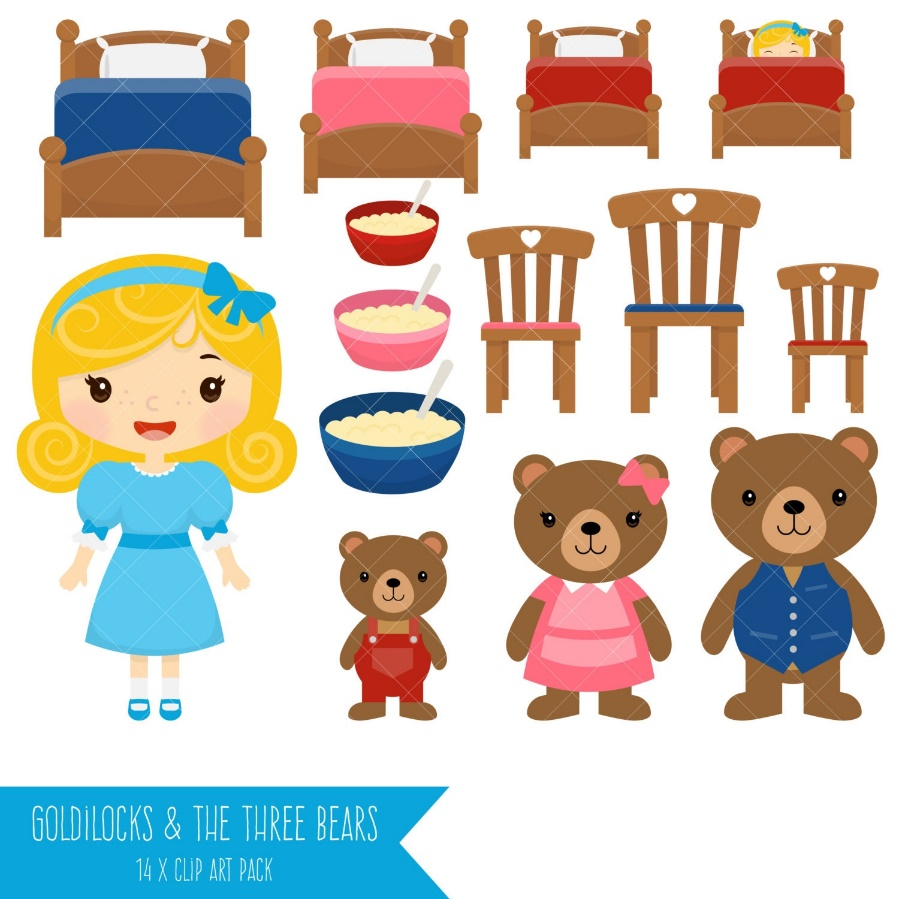 GOLDiLOCKS & THE THREE BEARS
14 X CLiP ART PACK